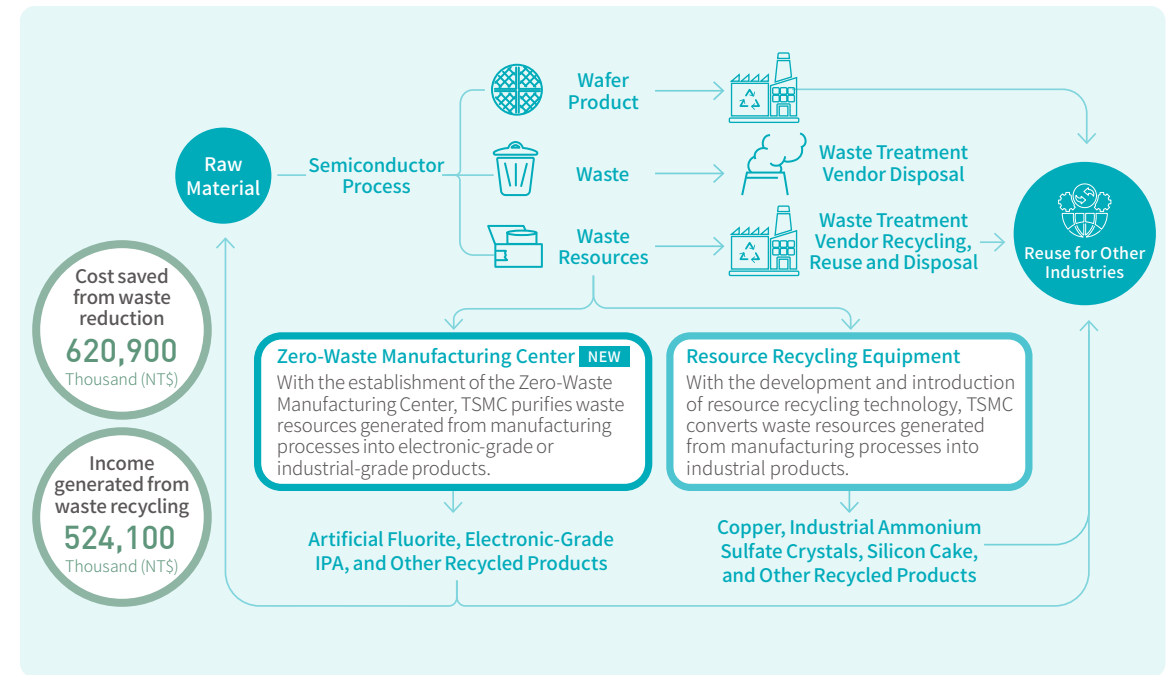 Wafer
Product
Raw
Material
Semiconductor
Process
Waste
Waste Treatment
Vendor Disposal
Waste
Resources
Waste Treatment
Vendor Recycling,
Reuse and Disposal
Reuse for Other
Industries
Cost saved
from waste
reduction
620,900
Thousand (NT$)
Income
generated from
waste recycling
524,100
Thousand (NT$)
Zero-Waste Manufacturing Center NEW
With the establishment of the Zero-Waste
Manufacturing Center, TSMC purifies waste
resources generated from manufacturing
processes into electronic-grade or
industrial-grade products.
Resource Recycling Equipment
With the development and introduction
of resource recycling technology, TSMC
converts waste resources generated
from manufacturing processes into
industrial products.
Artificial Fluorite, Electronic-Grade
IPA, and Other Recycled Products
Copper, Industrial Ammonium
Sulfate Crystals, Silicon Cake,
and Other Recycled Products